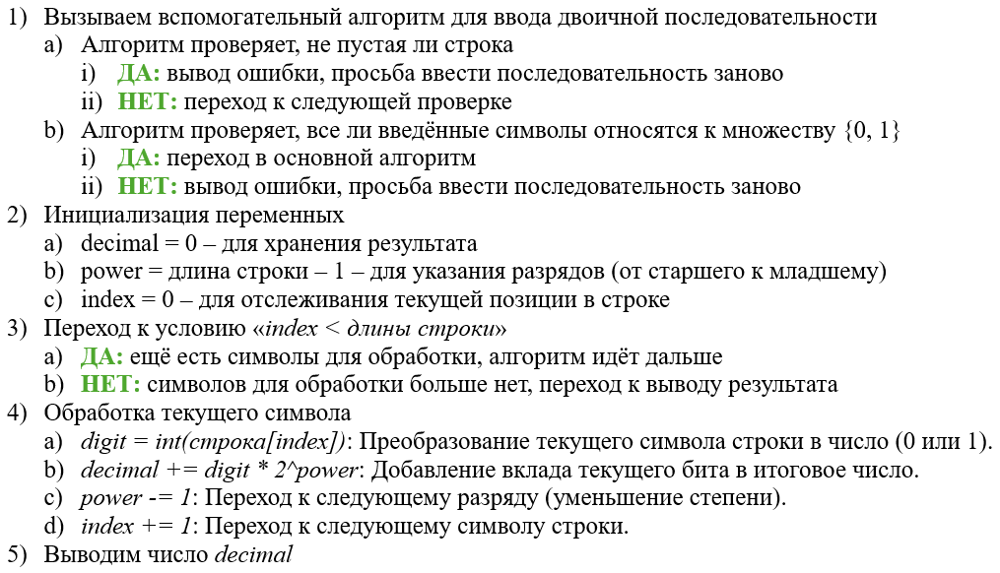 1) Вызываем вспомогательный алгоритм для ввода двоичной последовательности
a) Алгоритм проверяет, не пустая ли строка
i) ДА: вывод ошибки, просьба ввести последовательность заново
ii) НЕТ: переход к следующей проверке
b) Алгоритм проверяет, все ли введённые символы относятся к множеству {0, 1}
i) ДА: переход в основной алгоритм
ii) НЕТ: вывод ошибки, просьба ввести последовательность заново
2) Инициализация переменных
a) decimal = 0 – для хранения результата
b) power = длина строки – 1 – для указания разрядов (от старшего к младшему)
c) index = 0 – для отслеживания текущей позиции в строке
3) Переход к условию «index < длины строки»
a) ДА: ещё есть символы для обработки, алгоритм идёт дальше
b) НЕТ: символов для обработки больше нет, переход к выводу результата
4) Обработка текущего символа
a) digit = int(строка[index]): Преобразование текущего символа строки в число (0 или 1).
b) decimal += digit * 2^power: Добавление вклада текущего бита в итоговое число.
c) power -= 1: Переход к следующему разряду (уменьшение степени).
d) index += 1: Переход к следующему символу строки.
5) Выводим число decimal